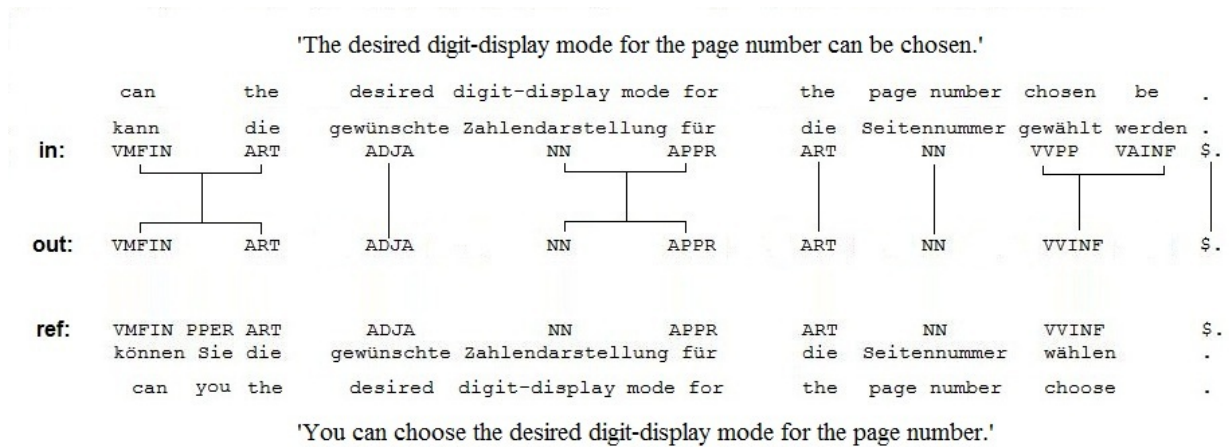 'The desired digit-display mode for the page number can be chosen.'
can the desired digit-display mode for the page number chosen be .
kann die gewünschte Zahlendarstellung für die Seitennummer gewählt werden .
in: VMFIN ART ADJA NN APPR ART NN VVPP VAINF $.
out: VMFIN ART ADJA NN APPR ART NN VVINF $.
ref: VMFIN PPER ART ADJA NN APPR ART NN VVINF $.
können Sie die gewünschte Zahlendarstellung für die Seitennummer wählen .
can you the desired digit-display mode for the page number choose .
'You can choose the desired digit-display mode for the page number.'